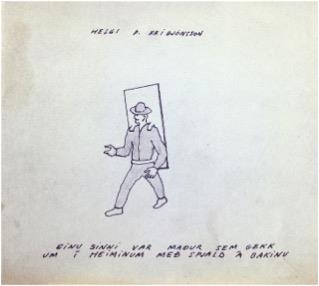 HELGI Þ. FRIÐJÓNSSON
EINU SINNI VAR MAÐUR SEM GEKK
UM Í HEIMINUM MEÐ SPJALD Á BAKINU